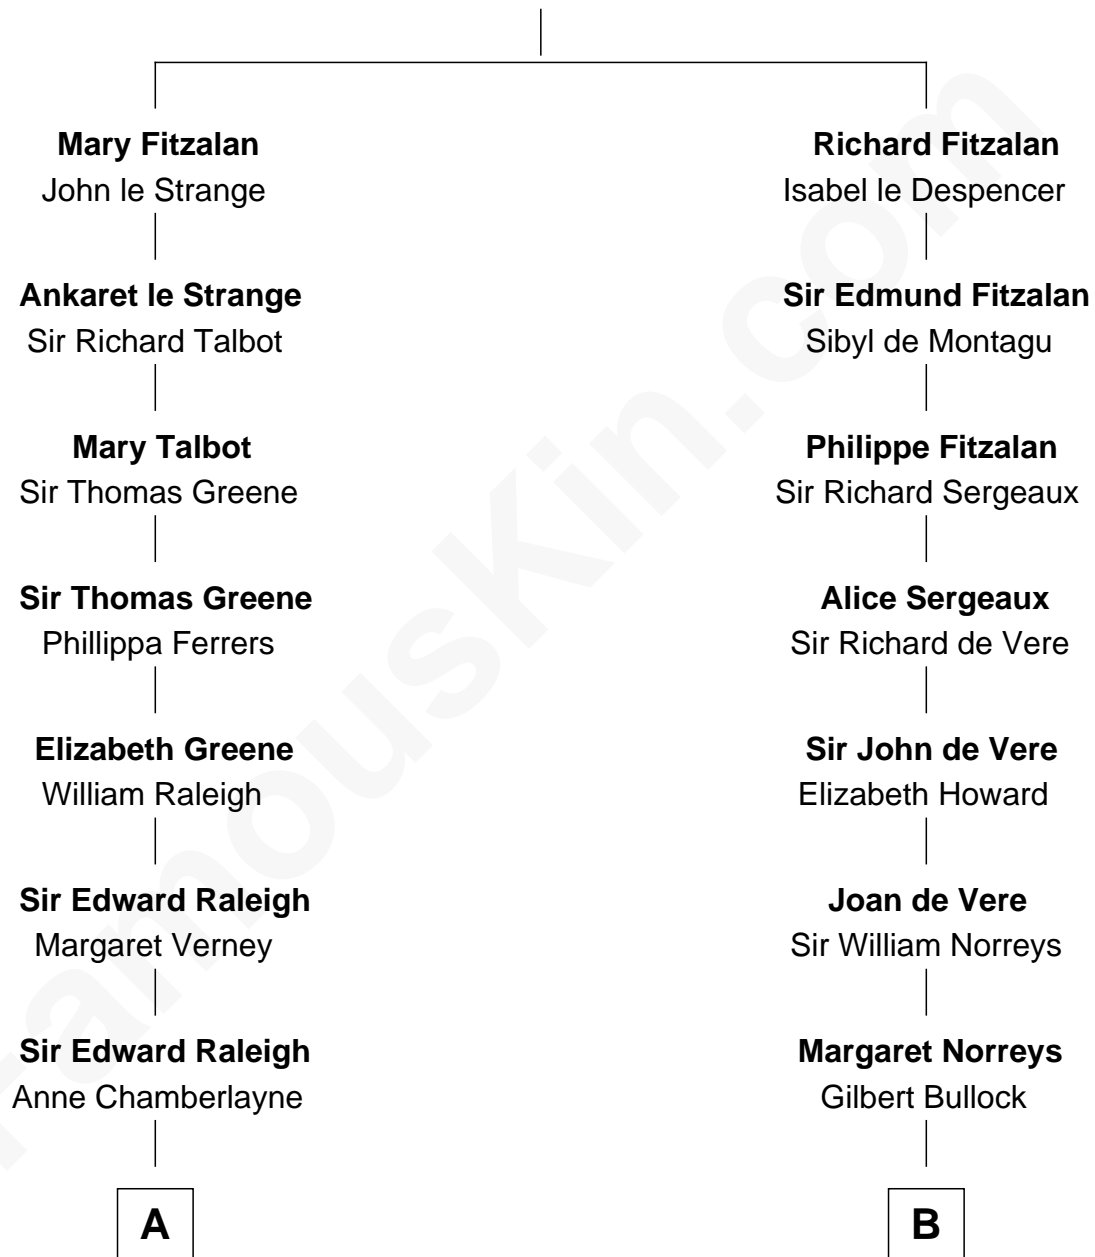 Mary Fitzalan
John le Strange
Ankaret le Strange
Sir Richard Talbot
Mary Talbot
Sir Thomas Greene
Sir Thomas Greene
Phillippa Ferrers
Elizabeth Greene
William Raleigh
Sir Edward Raleigh
Margaret Verney
Sir Edward Raleigh
Anne Chamberlayne
A
Richard Fitzalan
Isabel le Despencer
Sir Edmund Fitzalan
Sibyl de Montagu
Philippe Fitzalan
Sir Richard Sergeaux
Alice Sergeaux
Sir Richard de Vere
Sir John de Vere
Elizabeth Howard
Joan de Vere
Sir William Norreys
Margaret Norreys
Gilbert Bullock
B
FamousKin.com